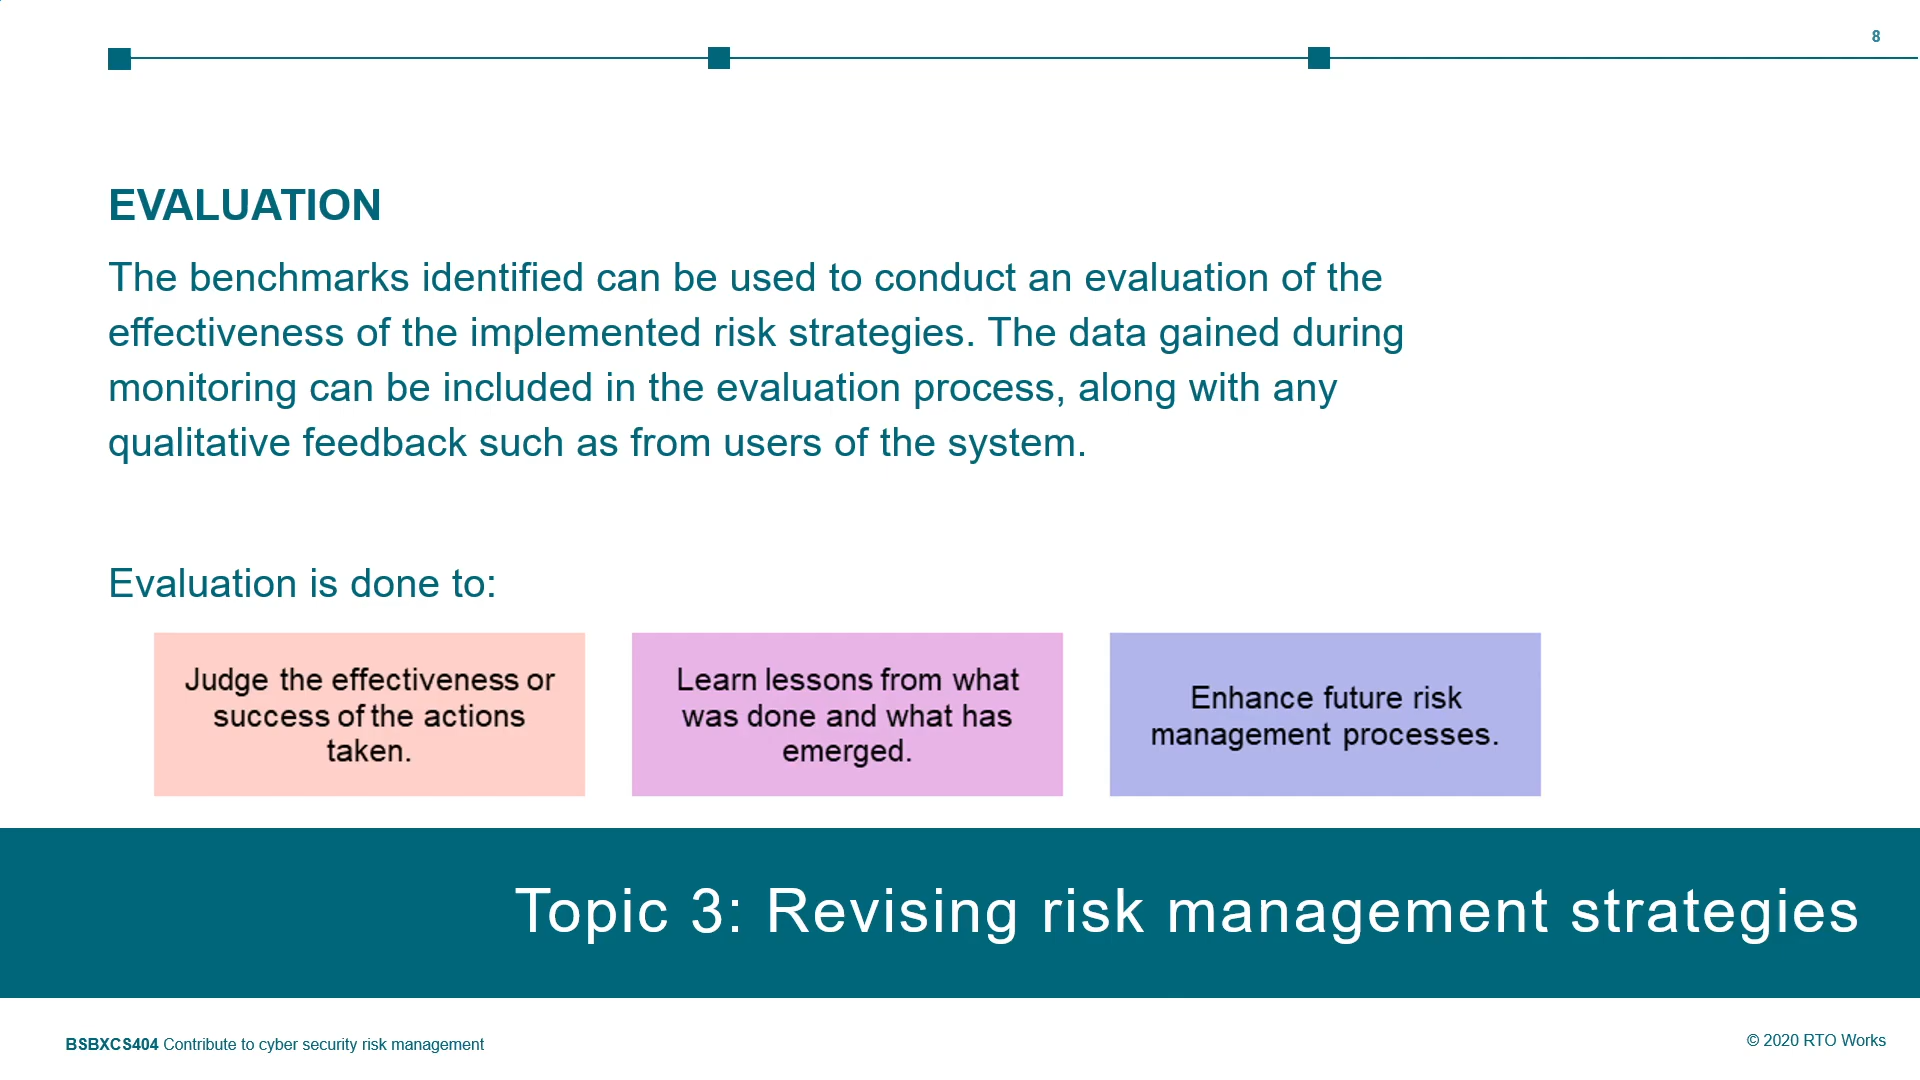 8
EVALUATION
The benchmarks identified can be used to conduct an evaluation of the
effectiveness of the implemented risk strategies. The data gained during
monitoring can be included in the evaluation process, along with any
qualitative feedback such as from users of the system.
Evaluation is done to:
Judge the effectiveness or
success of the actions
taken.
Learn lessons from what
was done and what has
emerged.
Enhance future risk
management processes.
Topic 3: Revising risk management strategies
BSBXCS404 Contribute to cyber security risk management
© 2020 RTO Works